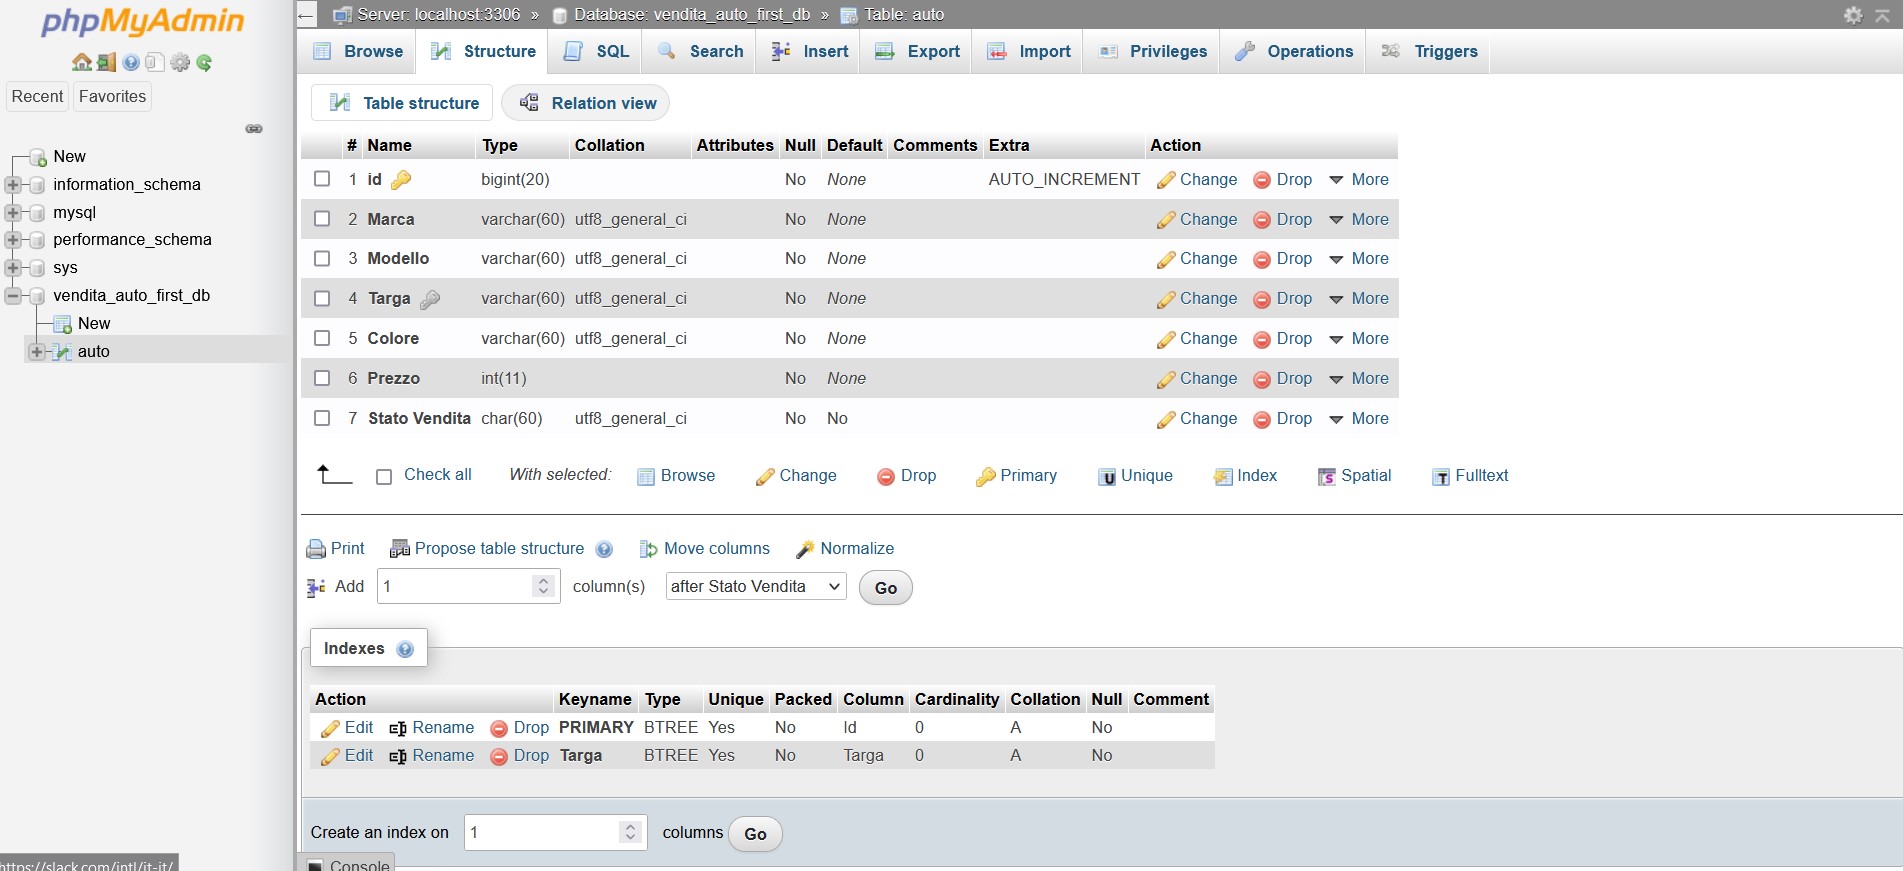 phpMyAdmin
Recent Favorites
New
information_schema
mysql
performance_schema
sys
vendita_auto_first_db
New
auto
https://slack.com/intl/it-it/
← Server: localhost:3306 » Database: vendita_auto_first_db » Table: auto
Browse Structure SQL Search Insert Export Import Privileges Operations Triggers
Table structure Relation view
# Name Type Collation Attributes Null Default Comments Extra Action
1 id bigint(20) No None AUTO_INCREMENT Change Drop More
2 Marca varchar(60) utf8_general_ci No None Change Drop More
3 Modello varchar(60) utf8_general_ci No None Change Drop More
4 Targa varchar(60) utf8_general_ci No None Change Drop More
5 Colore varchar(60) utf8_general_ci No None Change Drop More
6 Prezzo int(11) No None Change Drop More
7 Stato Vendita char(60) utf8_general_ci No No Change Drop More
Check all With selected: Browse Change Drop Primary Unique Index Spatial Fulltext
Print Propose table structure Move columns Normalize
Add 1 column(s) after Stato Vendita Go
Indexes
Action Keyname Type Unique Packed Column Cardinality Collation Null Comment
Edit Rename Drop PRIMARY BTREE Yes No Id 0 A No
Edit Rename Drop Targa BTREE Yes No Targa 0 A No
Create an index on 1 columns Go
Console